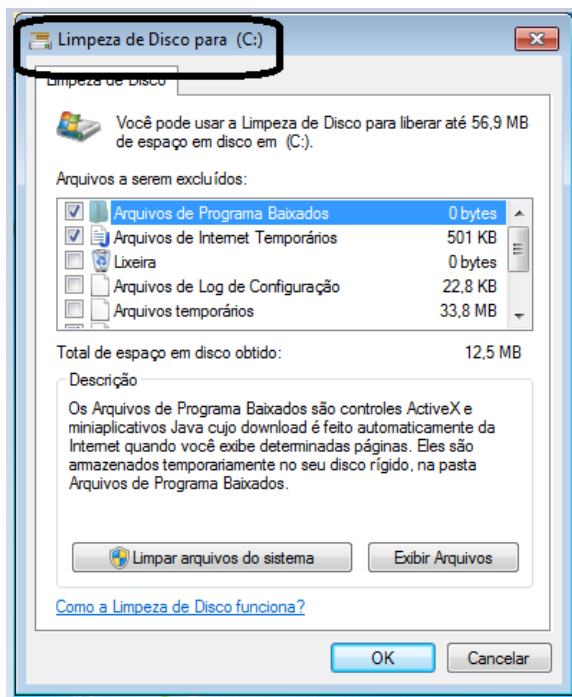 Limpeza de Disco para (C:)
Limpeza de Disco
Você pode usar a Limpeza de Disco para liberar até 56,9 MB
de espaço em disco em (C:).
Arquivos a serem excluídos:
Arquivos de Programa Baixados 0 bytes
Arquivos de Internet Temporários 501 KB
Lixeira 0 bytes
Arquivos de Log de Configuração 22,8 KB
Arquivos temporários 33,8 MB
Total de espaço em disco obtido: 12,5 MB
Descrição
Os Arquivos de Programa Baixados são controles ActiveX e
miniaplicativos Java cujo download é feito automaticamente da
Internet quando você exibe determinadas páginas. Eles são
armazenados temporariamente no seu disco rígido, na pasta
Arquivos de Programa Baixados.
Limpar arquivos do sistema Exibir Arquivos
Como a Limpeza de Disco funciona?
OK Cancelar